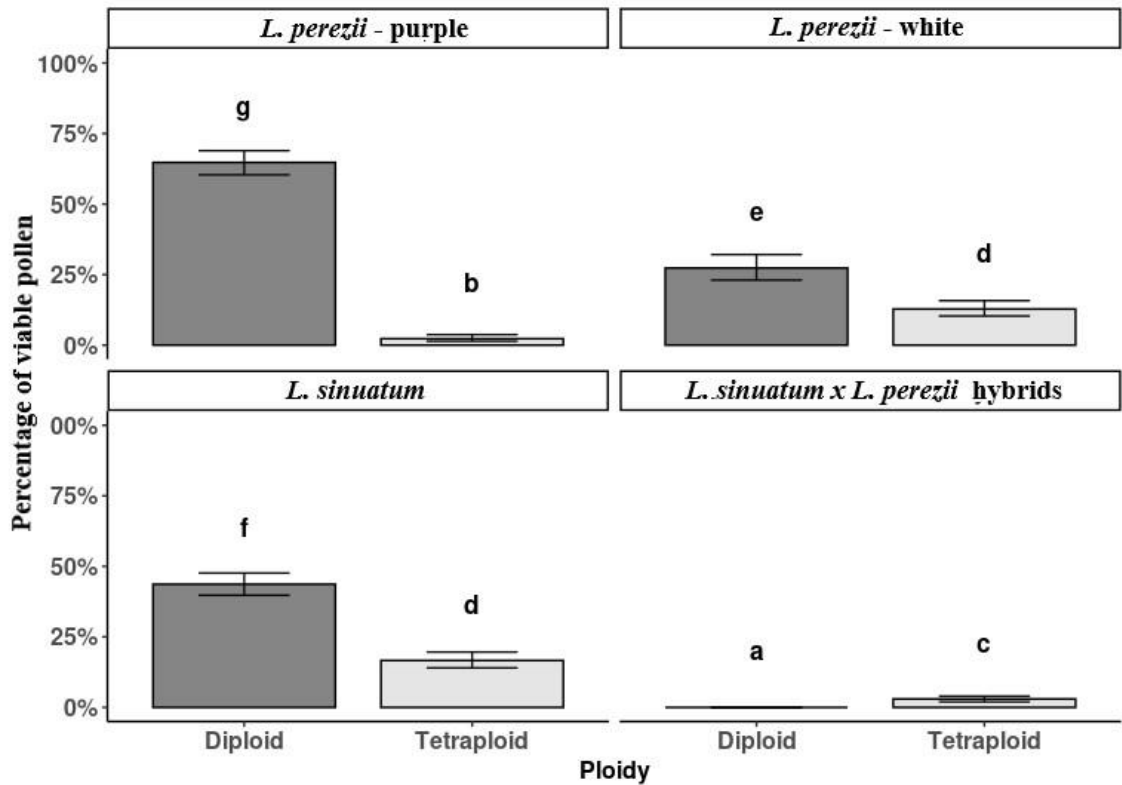 L. perezii - purple
L. perezii - white
100%
75%
50%
25%
0%
g
b
e
d
L. sinuatum
L. sinuatum x L. perezii hybrids
00%
75%
50%
25%
0%
f
d
a
c
Percentage of viable pollen
Diploid
Tetraploid
Diploid
Tetraploid
Ploidy